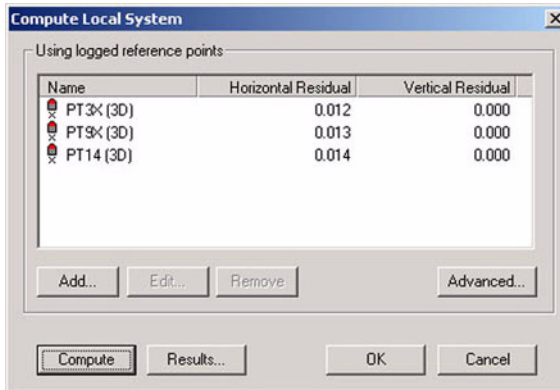 Compute Local System
Using logged reference points
Name Horizontal Residual Vertical Residual
PT3X (3D) 0.012 0.000
PT9X (3D) 0.013 0.000
PT14 (3D) 0.014 0.000
Add... Edit... Remove Advanced...
Compute Results... OK Cancel